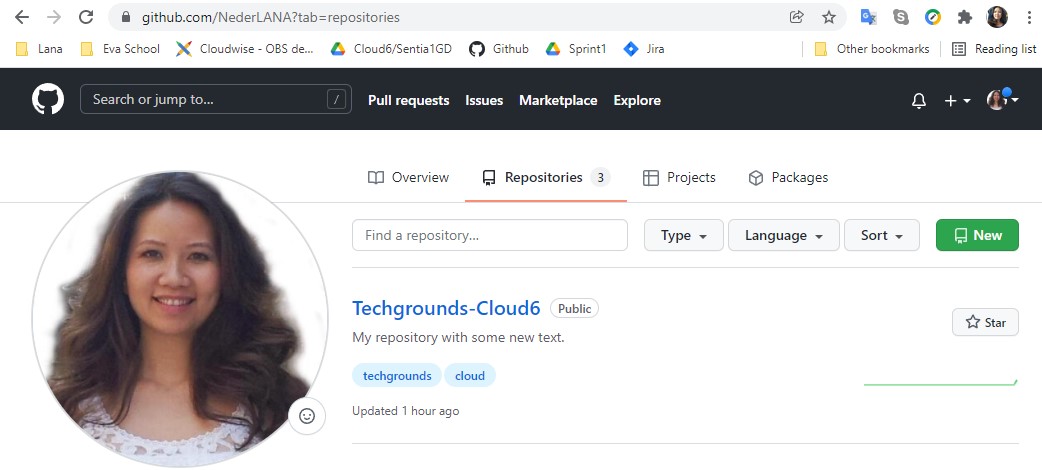 github.com/NederLANA?tab=repositories
Lana Eva School Cloudwise - OBS de... Cloud6/Sentia1GD Github Sprint1 Jira Other bookmarks Reading list
Search or jump to... / Pull requests Issues Marketplace Explore
Overview Repositories 3 Projects Packages
Find a repository... Type Language Sort New
Techgrounds-Cloud6 Public
Star
My repository with some new text.
techgrounds cloud
Updated 1 hour ago